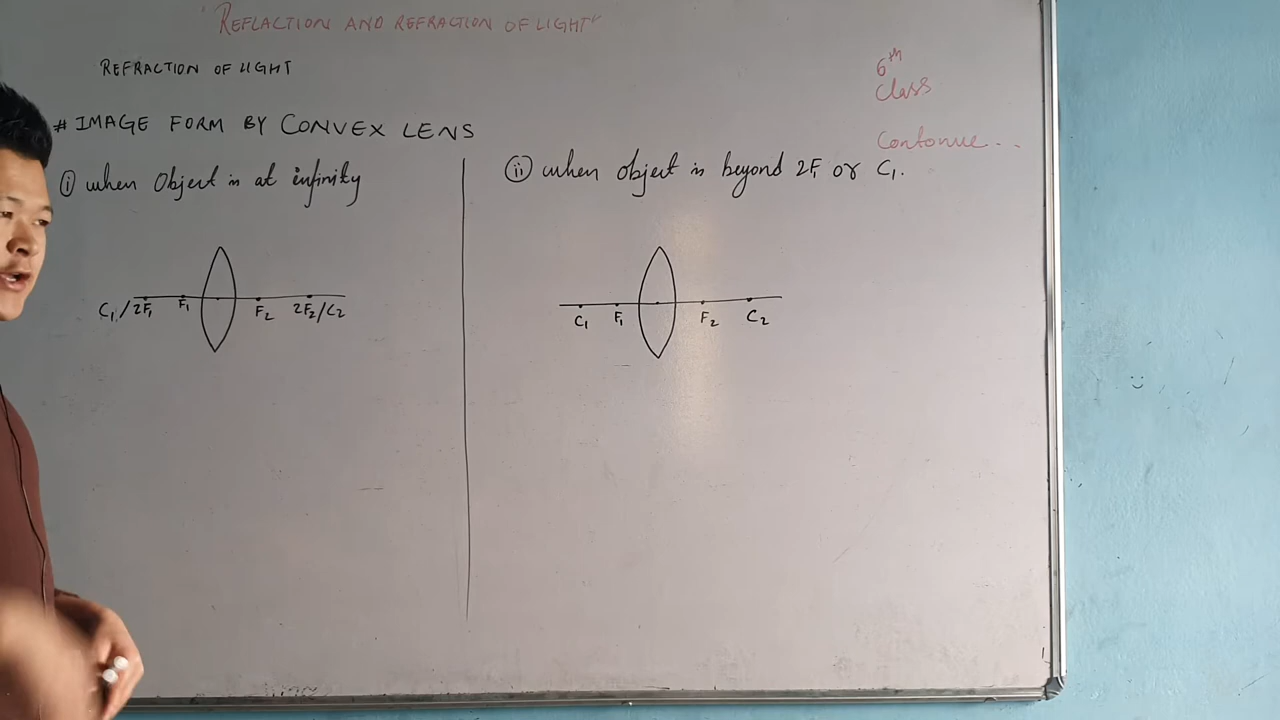 "REFLACTION AND REFRACTION OF LIGHT"
REFRACTION OF LIGHT
6th
Class
Contonue...
# IMAGE FORM BY CONVEX LENS
(i) when Object is at infinity
C1/2F1 F1 F2 2F2/C2
(ii) when object is beyond 2F1 or C1.
C1 F1 F2 C2